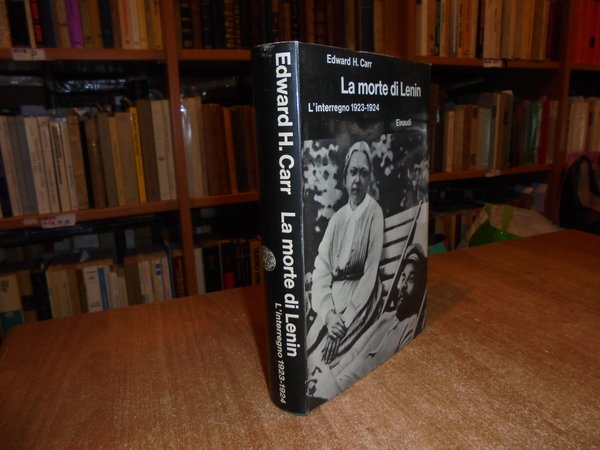 Edward H. Carr
La morte di Lenin
L'interregno 1923-1924
Einaudi
Edward H. Carr La morte di Lenin
L'interregno 1923-1924